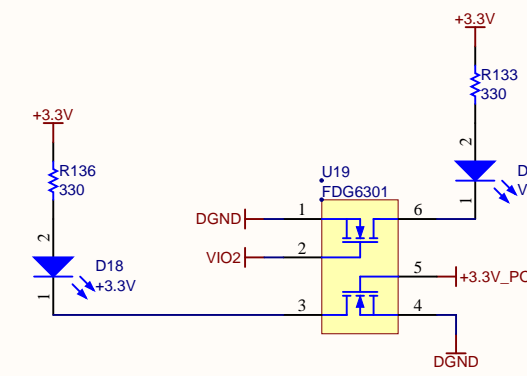 +3.3V
R133
330
2
D
V
1
+3.3V
R136
330
2
D18
+3.3V
1
U19
FDG6301
DGND
1
6
VIO2
2
5
+3.3V_PC
3
4
DGND